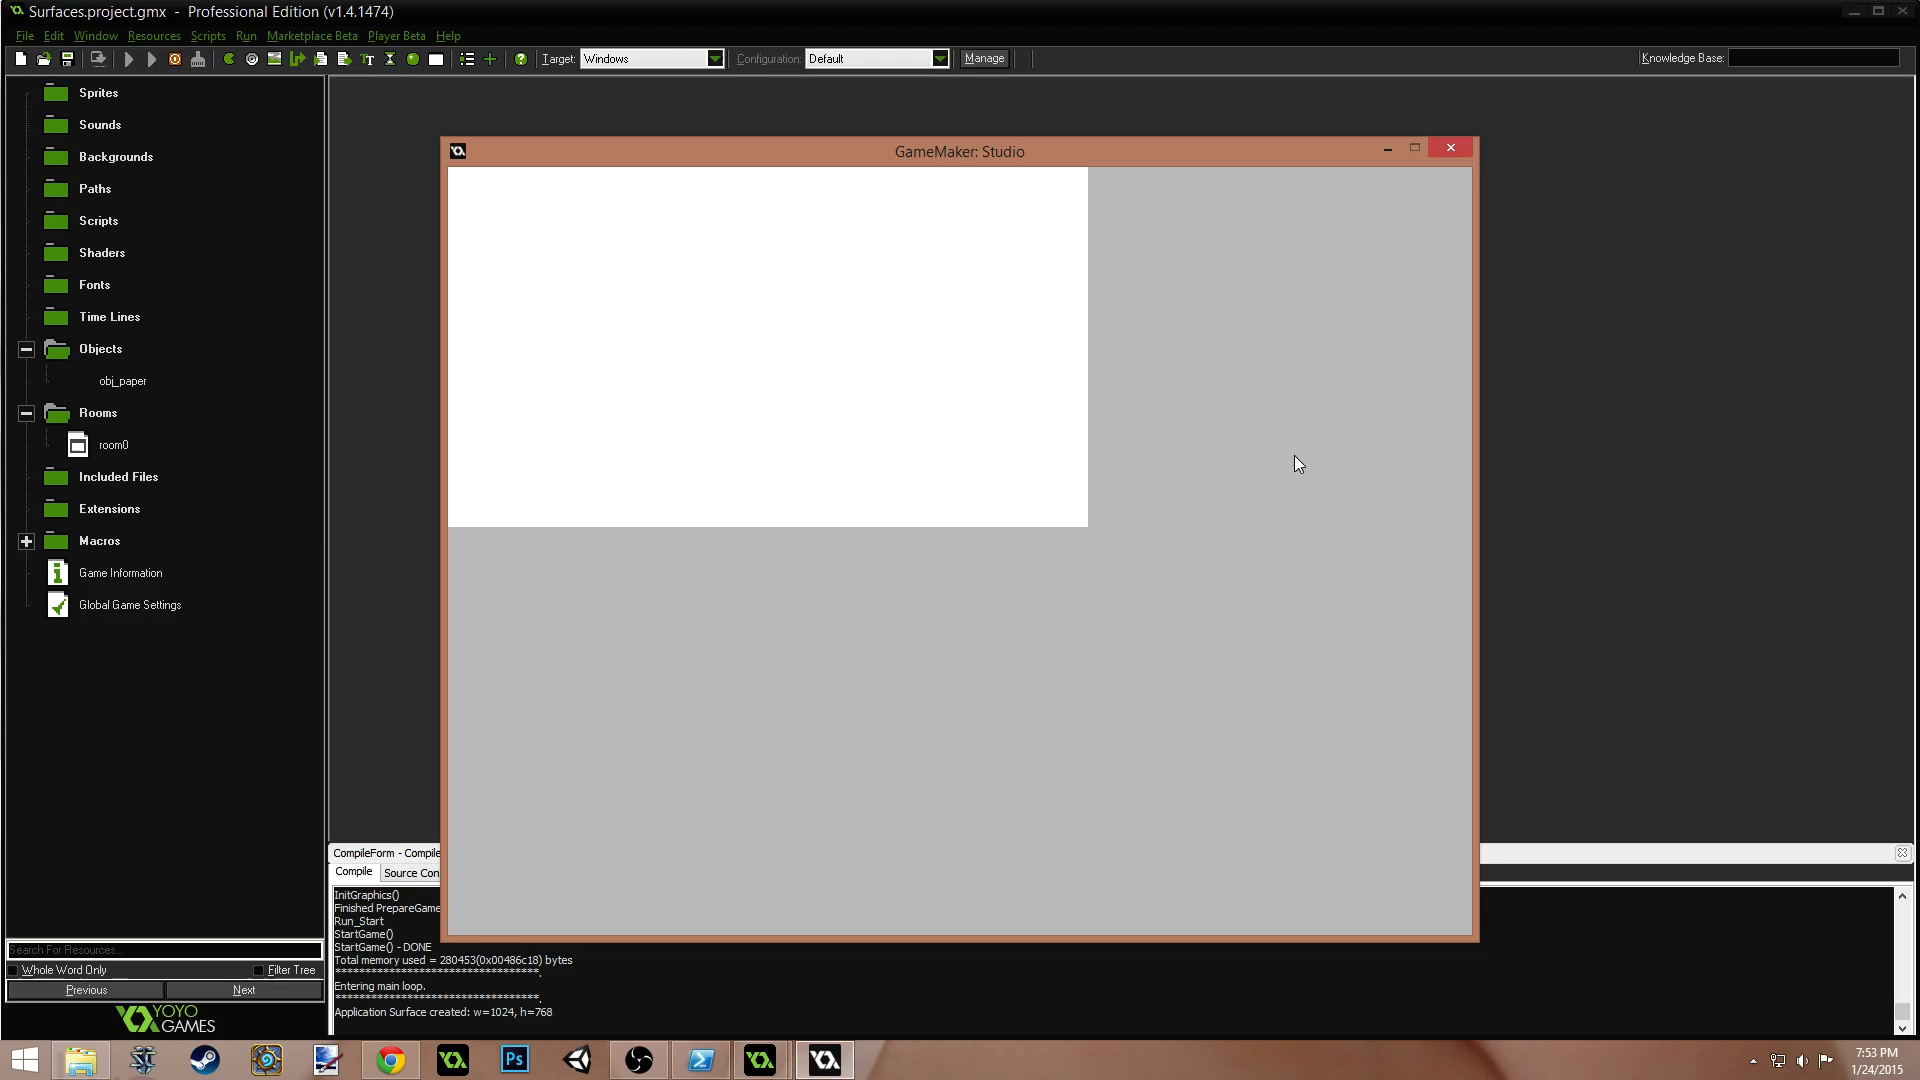 Surfaces.project.gmx  -  Professional Edition (v1.4.1474)
File Edit Window Resources Scripts Run Marketplace Beta Player Beta Help
Target: Windows Configuration: Default Manage Knowledge Base:
Sprites
Sounds
Backgrounds
Paths
Scripts
Shaders
Fonts
Time Lines
Objects
obj_paper
Rooms
room0
Included Files
Extensions
Macros
Game Information
Global Game Settings
Search For Resources...
Whole Word Only Filter Tree
Previous Next
YOYO
GAMES
GameMaker: Studio
CompileForm - Compile
Compile Source Con
InitGraphics()
Finished PrepareGame
Run_Start
StartGame()
StartGame() - DONE
Total memory used = 280453(0x00486c18) bytes
**********************************.
Entering main loop.
**********************************.
Application Surface created: w=1024, h=768
Ps
7:53 PM
1/24/2015